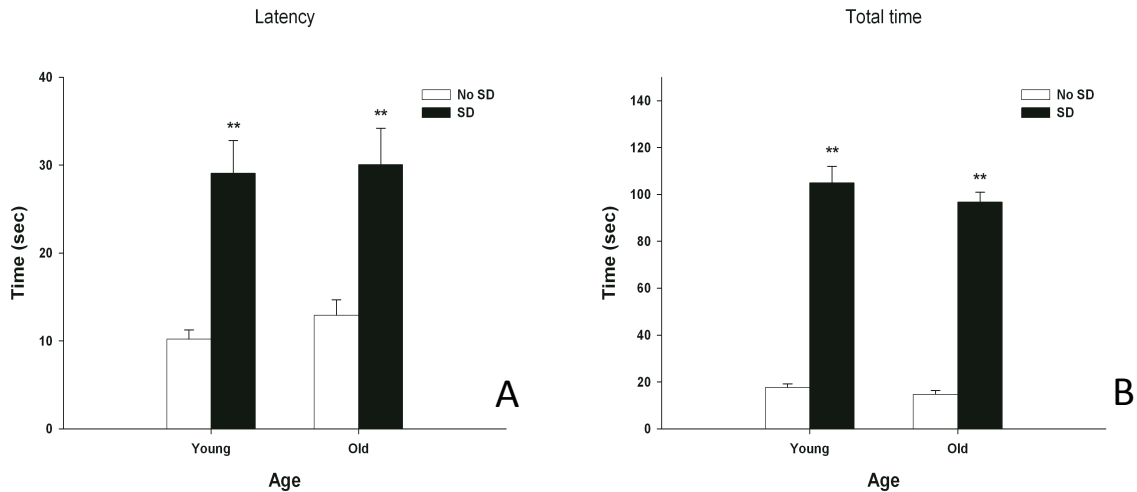 Latency
40
30
20
10
0
Time (sec)
No SD
SD
**
**
Young
Old
Age
A
Total time
140
120
100
80
60
40
20
0
Time (sec)
No SD
SD
**
**
Young
Old
Age
B